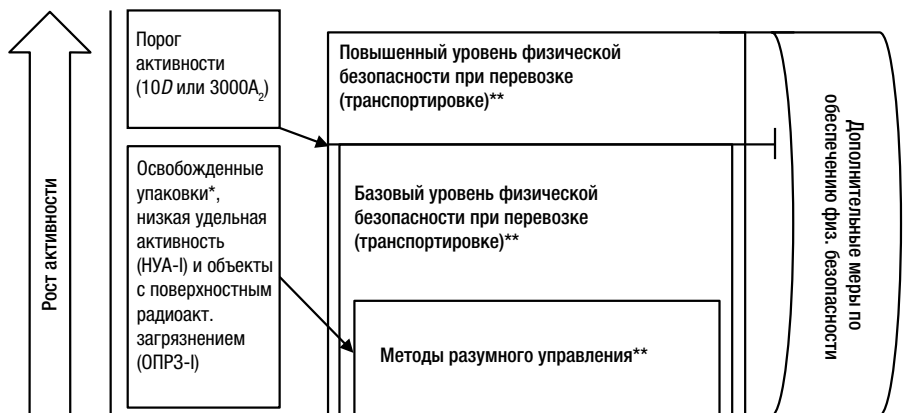 Рост активности
Порог
активности
(10D или 3000A₂)
Освобожденные
упаковки*,
низкая удельная
активность
(НУА-I) и объекты
с поверхностным
радиоакт.
загрязнением
(ОПРЗ-I)
Повышенный уровень физической
безопасности при перевозке
(транспортировке)**
Базовый уровень физической
безопасности при перевозке
(транспортировке)**
Методы разумного управления**
Дополнительные меры по
обеспечению физ. безопасности